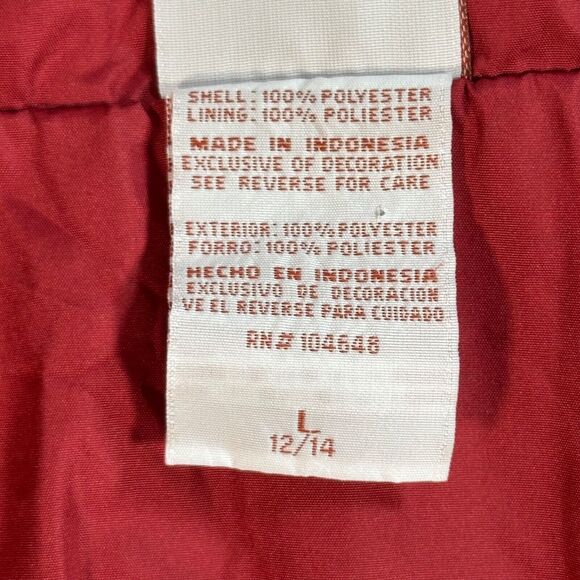 SHELL: 100% POLYESTER
LINING: 100% POLIESTER
MADE IN INDONESIA
EXCLUSIVE OF DECORATION
SEE REVERSE FOR CARE
EXTERIOR: 100% POLYESTER
FORRO: 100% POLIESTER
HECHO EN INDONESIA
EXCLUSIVO DE DECORACION
VE EL REVERSE PARA CUIDADO
RN# 104648
L
12/14